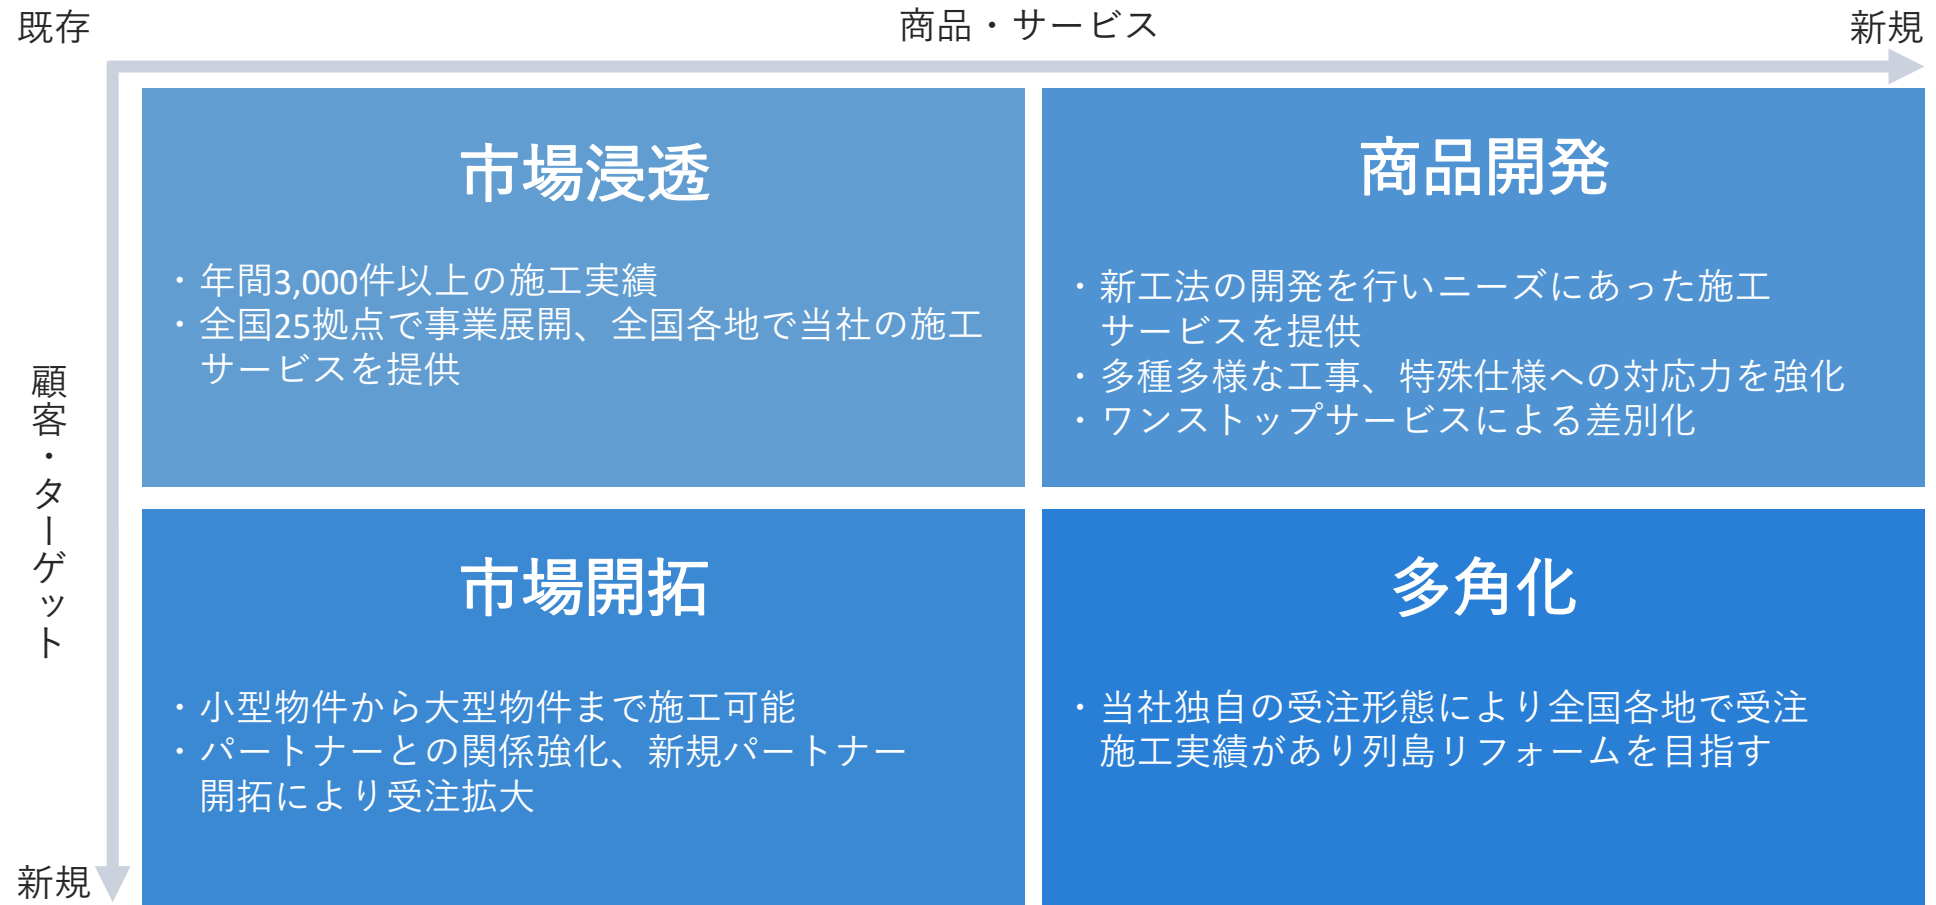 既存
商品・サービス
新規
市場浸透
・年間3,000件以上の施工実績
・全国25拠点で事業展開、全国各地で当社の施工
サービスを提供
商品開発
・新工法の開発を行いニーズにあった施工
サービスを提供
・多種多様な工事、特殊仕様への対応力を強化
・ワンストップサービスによる差別化
顧客・ターゲット
市場開拓
・小型物件から大型物件まで施工可能
・パートナーとの関係強化、新規パートナー
開拓により受注拡大
多角化
・当社独自の受注形態により全国各地で受注
施工実績があり列島リフォームを目指す
新規